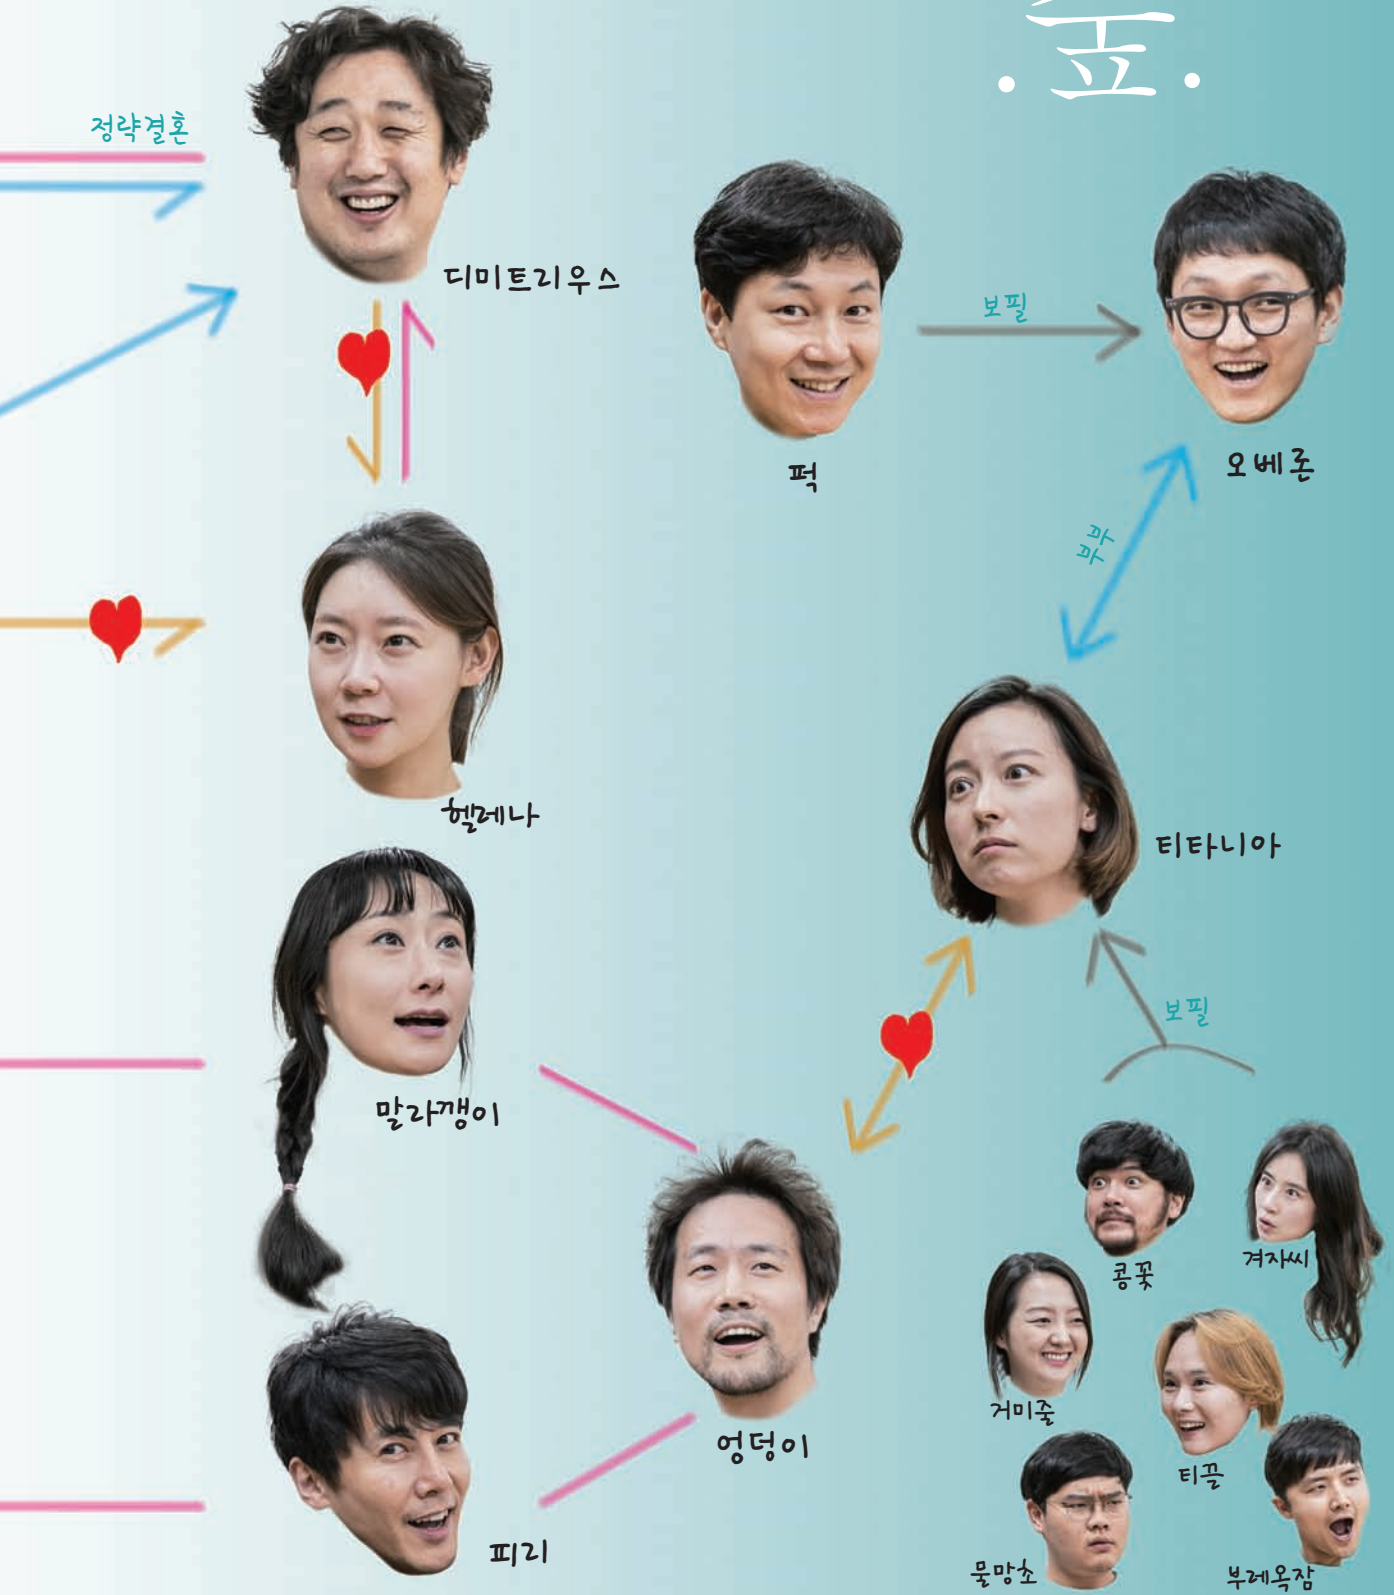 ·숲·
정략결혼
디미트리우스
보필
퍽
오베론
파
파
헬레나
티타니아
보필
말라깽이
콩꽃
겨자씨
거미줄
엉덩이
티끌
피리
물망초
부레옥잠